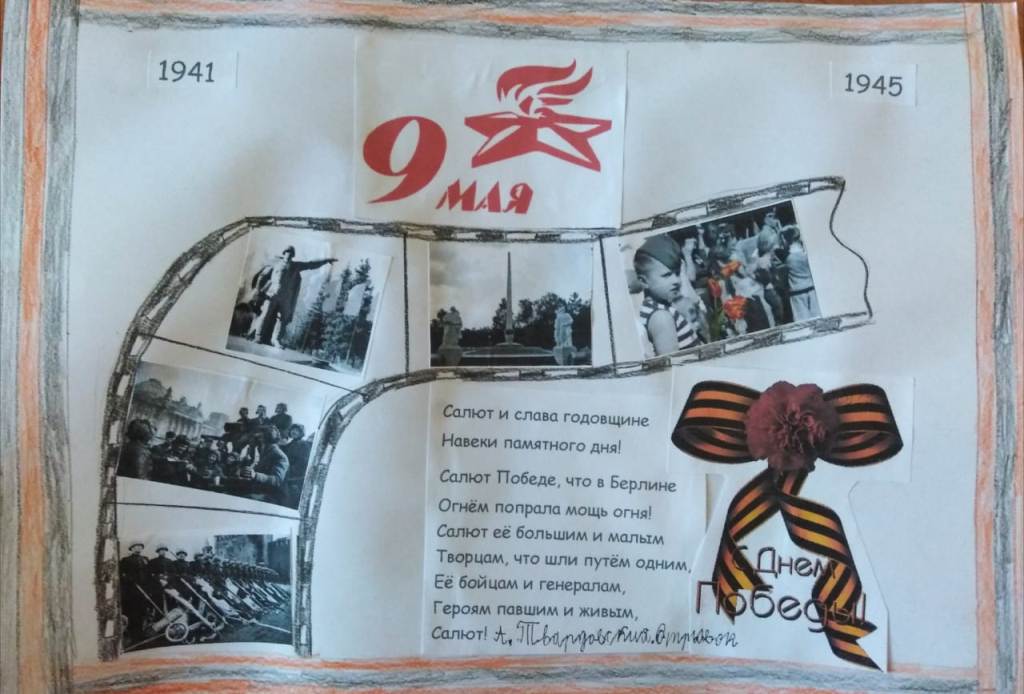 1941
9
МАЯ
1945
Салют и слава годовщине
Навеки памятного дня!
Салют Победе, что в Берлине
Огнём попрала мощь огня!
Салют её большим и малым
Творцам, что шли путём одним,
Её бойцам и генералам,
Героям павшим и живым,
Салют! А. Твардовский. Отрывок
С Днем
Победы!